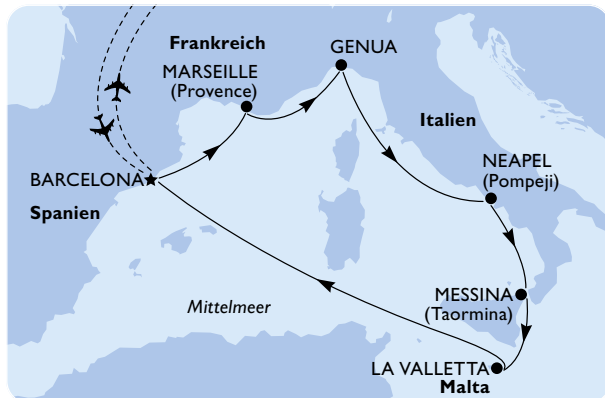 Frankreich
GENUA
MARSEILLE
(Provence)
Italien
NEAPEL
(Pompeji)
BARCELONA
Spanien
MESSINA
(Taormina)
Mittelmeer
LA VALLETTA
Malta